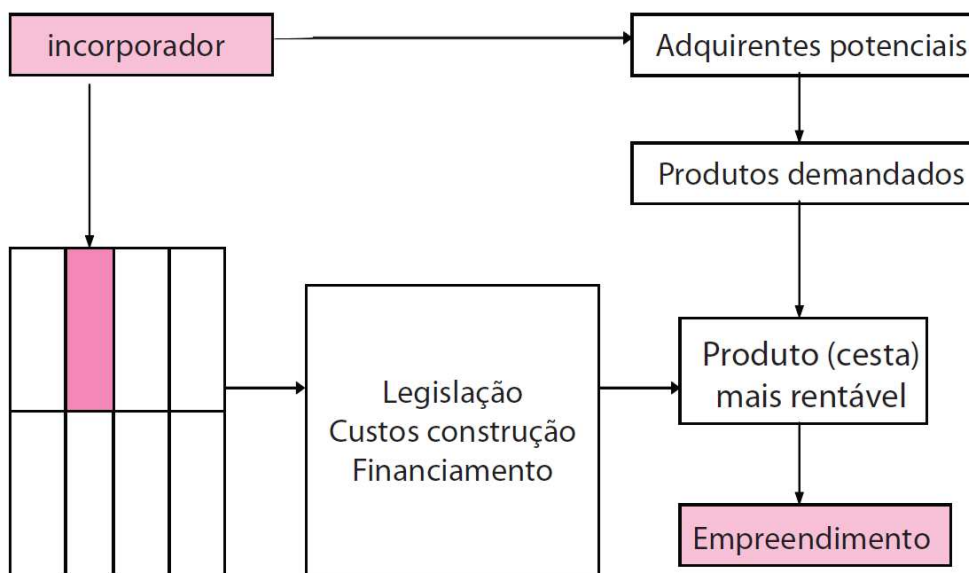 incorporador
Adquirentes potenciais
Produtos demandados
Legislação
Custos construção
Financiamento
Produto (cesta)
mais rentável
Empreendimento